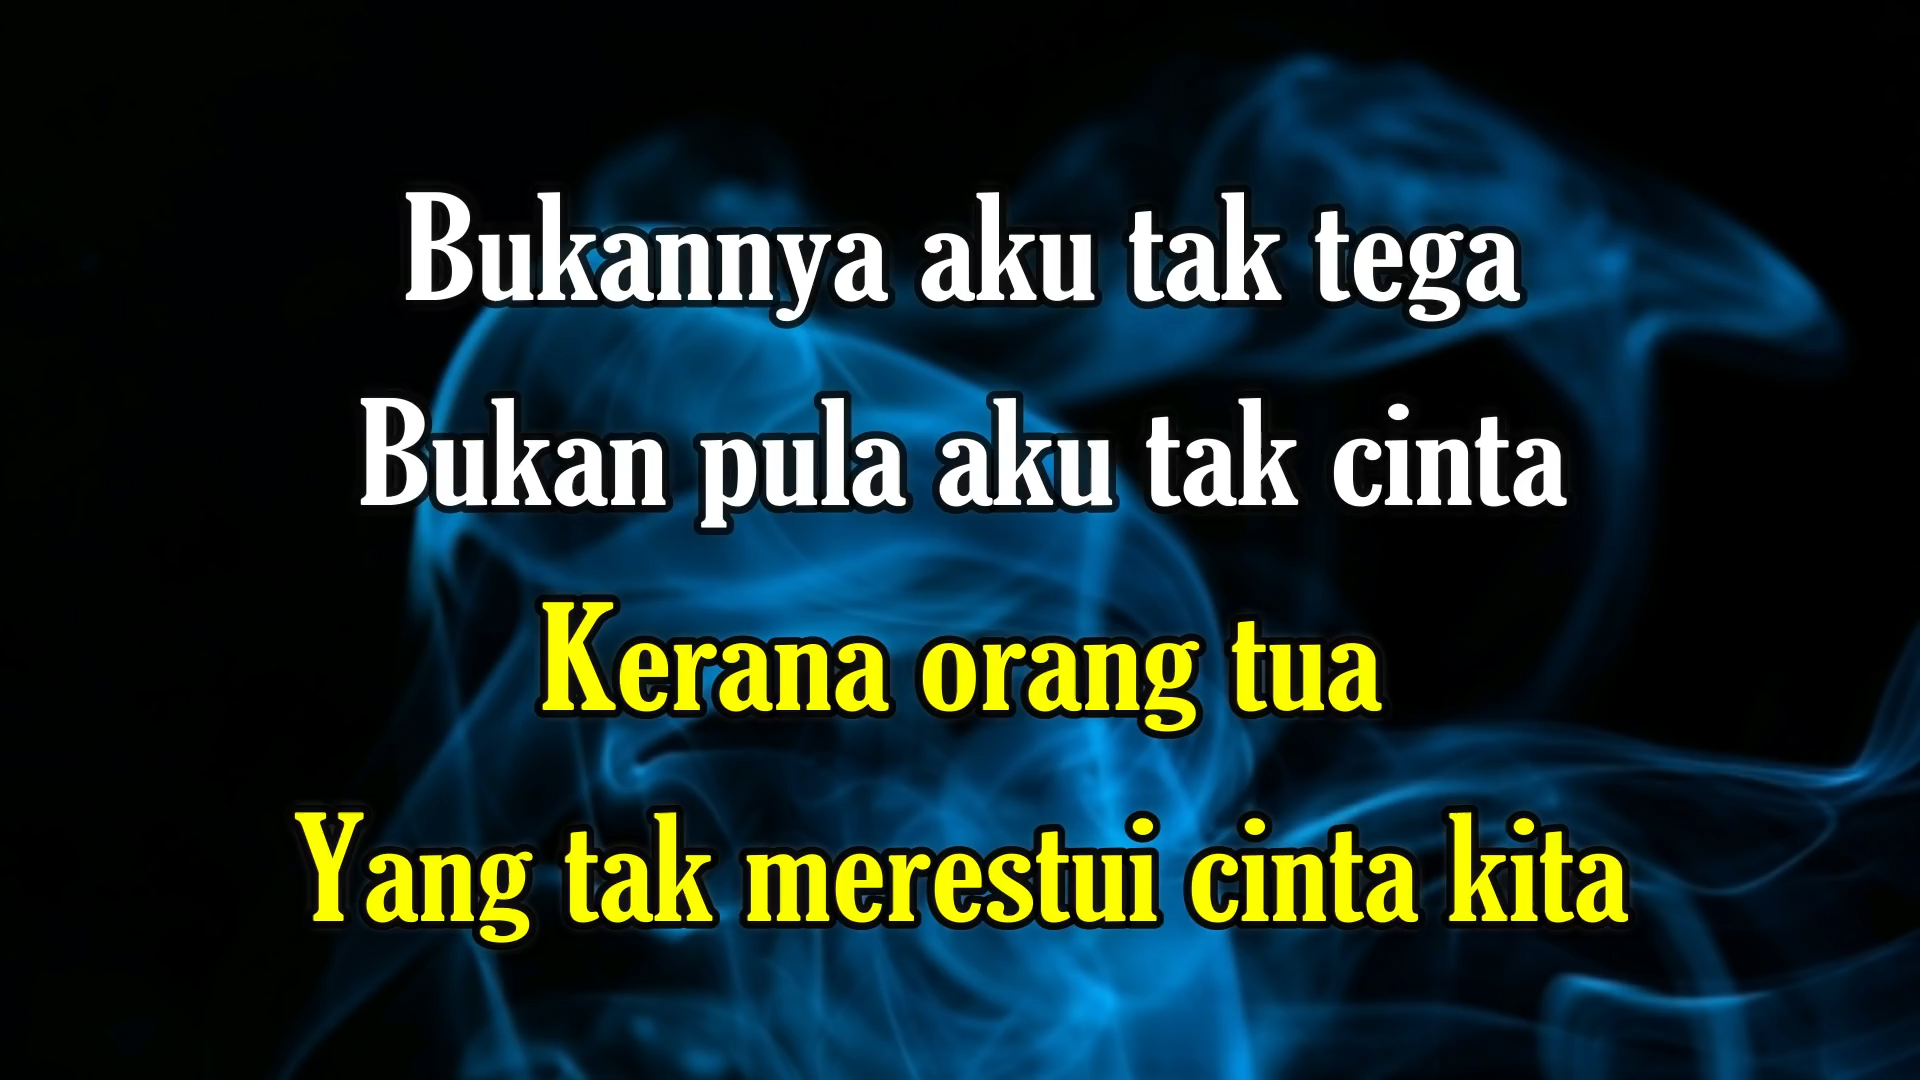 Bukannya aku tak tega
Bukan pula aku tak cinta
Kerana orang tua
Yang tak merestui cinta kita